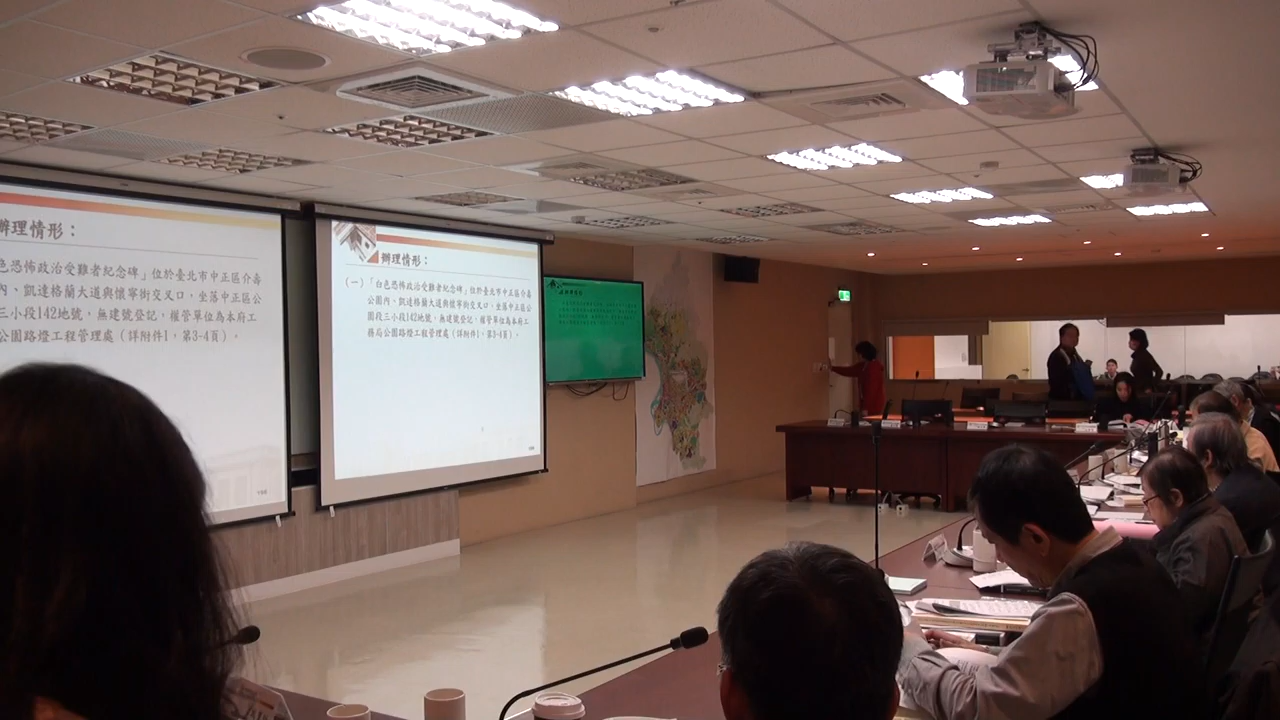 辦理情形：
色恐怖政治受難者紀念碑」位於臺北市中正區介壽
內、凱達格蘭大道與懷寧街交叉口，坐落中正區公
三小段142地號，無建號登記，權管單位為本府工
公園路燈工程管理處（詳附件1，第3-4頁）。
辦理情形：
（一）「白色恐怖政治受難者紀念碑」位於臺北市中正區介壽
公園內、凱達格蘭大道與懷寧街交叉口，坐落中正區公
園段三小段142地號，無建號登記，權管單位為本府工
務局公園路燈工程管理處（詳附件1，第3-4頁）。